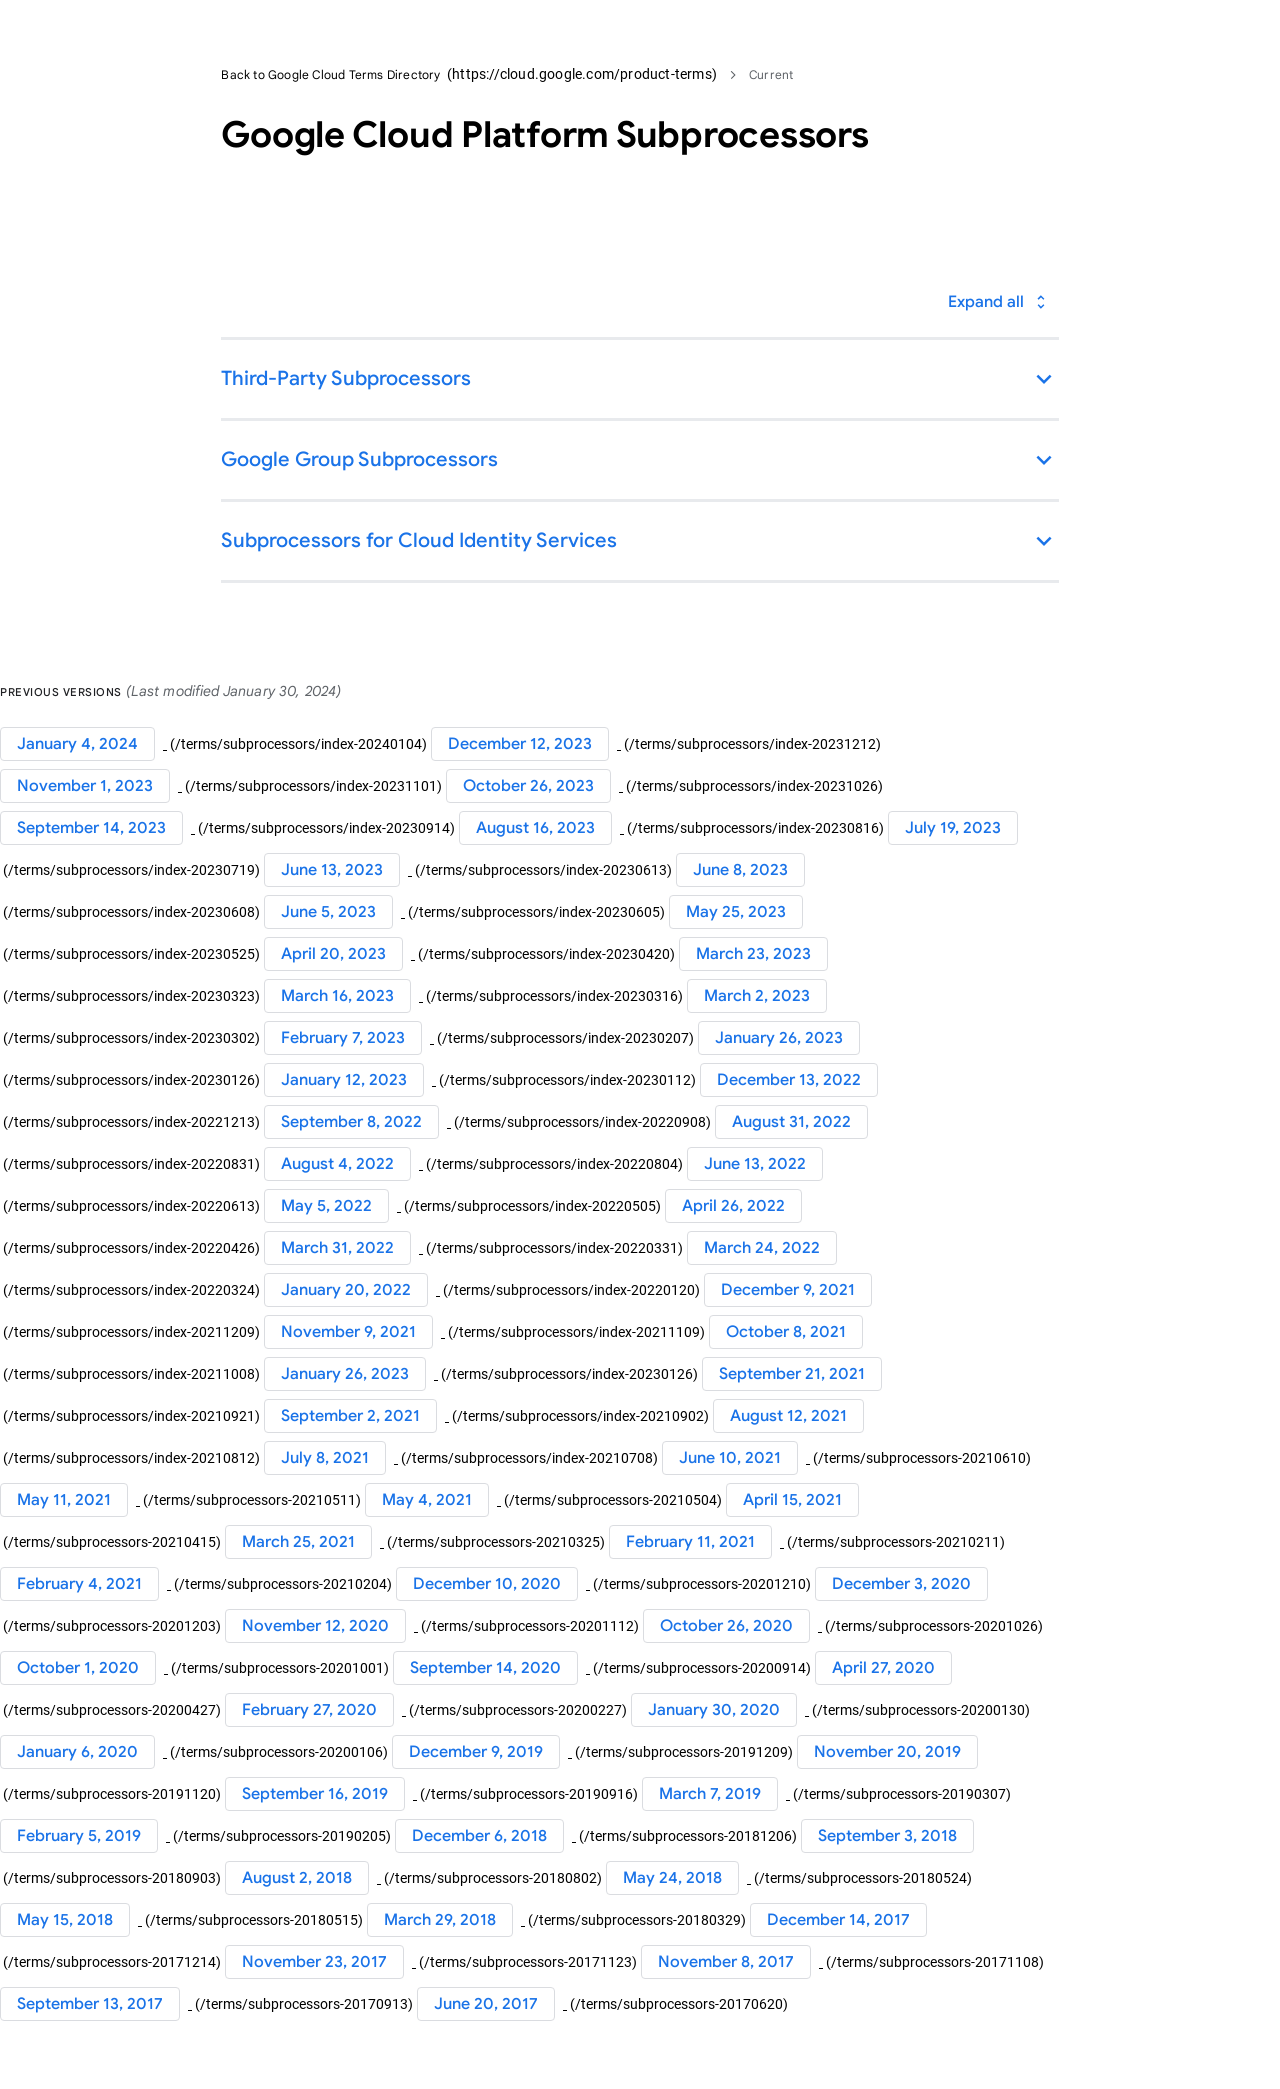 Back to Google Cloud Terms Directory (https://cloud.google.com/product-terms) > Current
Google Cloud Platform Subprocessors
Expand all
Third-Party Subprocessors
Google Group Subprocessors
Subprocessors for Cloud Identity Services
PREVIOUS VERSIONS (Last modified January 30, 2024)
January 4, 2024 (/terms/subprocessors/index-20240104) December 12, 2023 (/terms/subprocessors/index-20231212)
November 1, 2023 (/terms/subprocessors/index-20231101) October 26, 2023 (/terms/subprocessors/index-20231026)
September 14, 2023 (/terms/subprocessors/index-20230914) August 16, 2023 (/terms/subprocessors/index-20230816) July 19, 2023
(/terms/subprocessors/index-20230719) June 13, 2023 (/terms/subprocessors/index-20230613) June 8, 2023
(/terms/subprocessors/index-20230608) June 5, 2023 (/terms/subprocessors/index-20230605) May 25, 2023
(/terms/subprocessors/index-20230525) April 20, 2023 (/terms/subprocessors/index-20230420) March 23, 2023
(/terms/subprocessors/index-20230323) March 16, 2023 (/terms/subprocessors/index-20230316) March 2, 2023
(/terms/subprocessors/index-20230302) February 7, 2023 (/terms/subprocessors/index-20230207) January 26, 2023
(/terms/subprocessors/index-20230126) January 12, 2023 (/terms/subprocessors/index-20230112) December 13, 2022
(/terms/subprocessors/index-20221213) September 8, 2022 (/terms/subprocessors/index-20220908) August 31, 2022
(/terms/subprocessors/index-20220831) August 4, 2022 (/terms/subprocessors/index-20220804) June 13, 2022
(/terms/subprocessors/index-20220613) May 5, 2022 (/terms/subprocessors/index-20220505) April 26, 2022
(/terms/subprocessors/index-20220426) March 31, 2022 (/terms/subprocessors/index-20220331) March 24, 2022
(/terms/subprocessors/index-20220324) January 20, 2022 (/terms/subprocessors/index-20220120) December 9, 2021
(/terms/subprocessors/index-20211209) November 9, 2021 (/terms/subprocessors/index-20211109) October 8, 2021
(/terms/subprocessors/index-20211008) January 26, 2023 (/terms/subprocessors/index-20230126) September 21, 2021
(/terms/subprocessors/index-20210921) September 2, 2021 (/terms/subprocessors/index-20210902) August 12, 2021
(/terms/subprocessors/index-20210812) July 8, 2021 (/terms/subprocessors/index-20210708) June 10, 2021 (/terms/subprocessors-20210610)
May 11, 2021 (/terms/subprocessors-20210511) May 4, 2021 (/terms/subprocessors-20210504) April 15, 2021
(/terms/subprocessors-20210415) March 25, 2021 (/terms/subprocessors-20210325) February 11, 2021 (/terms/subprocessors-20210211)
February 4, 2021 (/terms/subprocessors-20210204) December 10, 2020 (/terms/subprocessors-20201210) December 3, 2020
(/terms/subprocessors-20201203) November 12, 2020 (/terms/subprocessors-20201112) October 26, 2020 (/terms/subprocessors-20201026)
October 1, 2020 (/terms/subprocessors-20201001) September 14, 2020 (/terms/subprocessors-20200914) April 27, 2020
(/terms/subprocessors-20200427) February 27, 2020 (/terms/subprocessors-20200227) January 30, 2020 (/terms/subprocessors-20200130)
January 6, 2020 (/terms/subprocessors-20200106) December 9, 2019 (/terms/subprocessors-20191209) November 20, 2019
(/terms/subprocessors-20191120) September 16, 2019 (/terms/subprocessors-20190916) March 7, 2019 (/terms/subprocessors-20190307)
February 5, 2019 (/terms/subprocessors-20190205) December 6, 2018 (/terms/subprocessors-20181206) September 3, 2018
(/terms/subprocessors-20180903) August 2, 2018 (/terms/subprocessors-20180802) May 24, 2018 (/terms/subprocessors-20180524)
May 15, 2018 (/terms/subprocessors-20180515) March 29, 2018 (/terms/subprocessors-20180329) December 14, 2017
(/terms/subprocessors-20171214) November 23, 2017 (/terms/subprocessors-20171123) November 8, 2017 (/terms/subprocessors-20171108)
September 13, 2017 (/terms/subprocessors-20170913) June 20, 2017 (/terms/subprocessors-20170620)